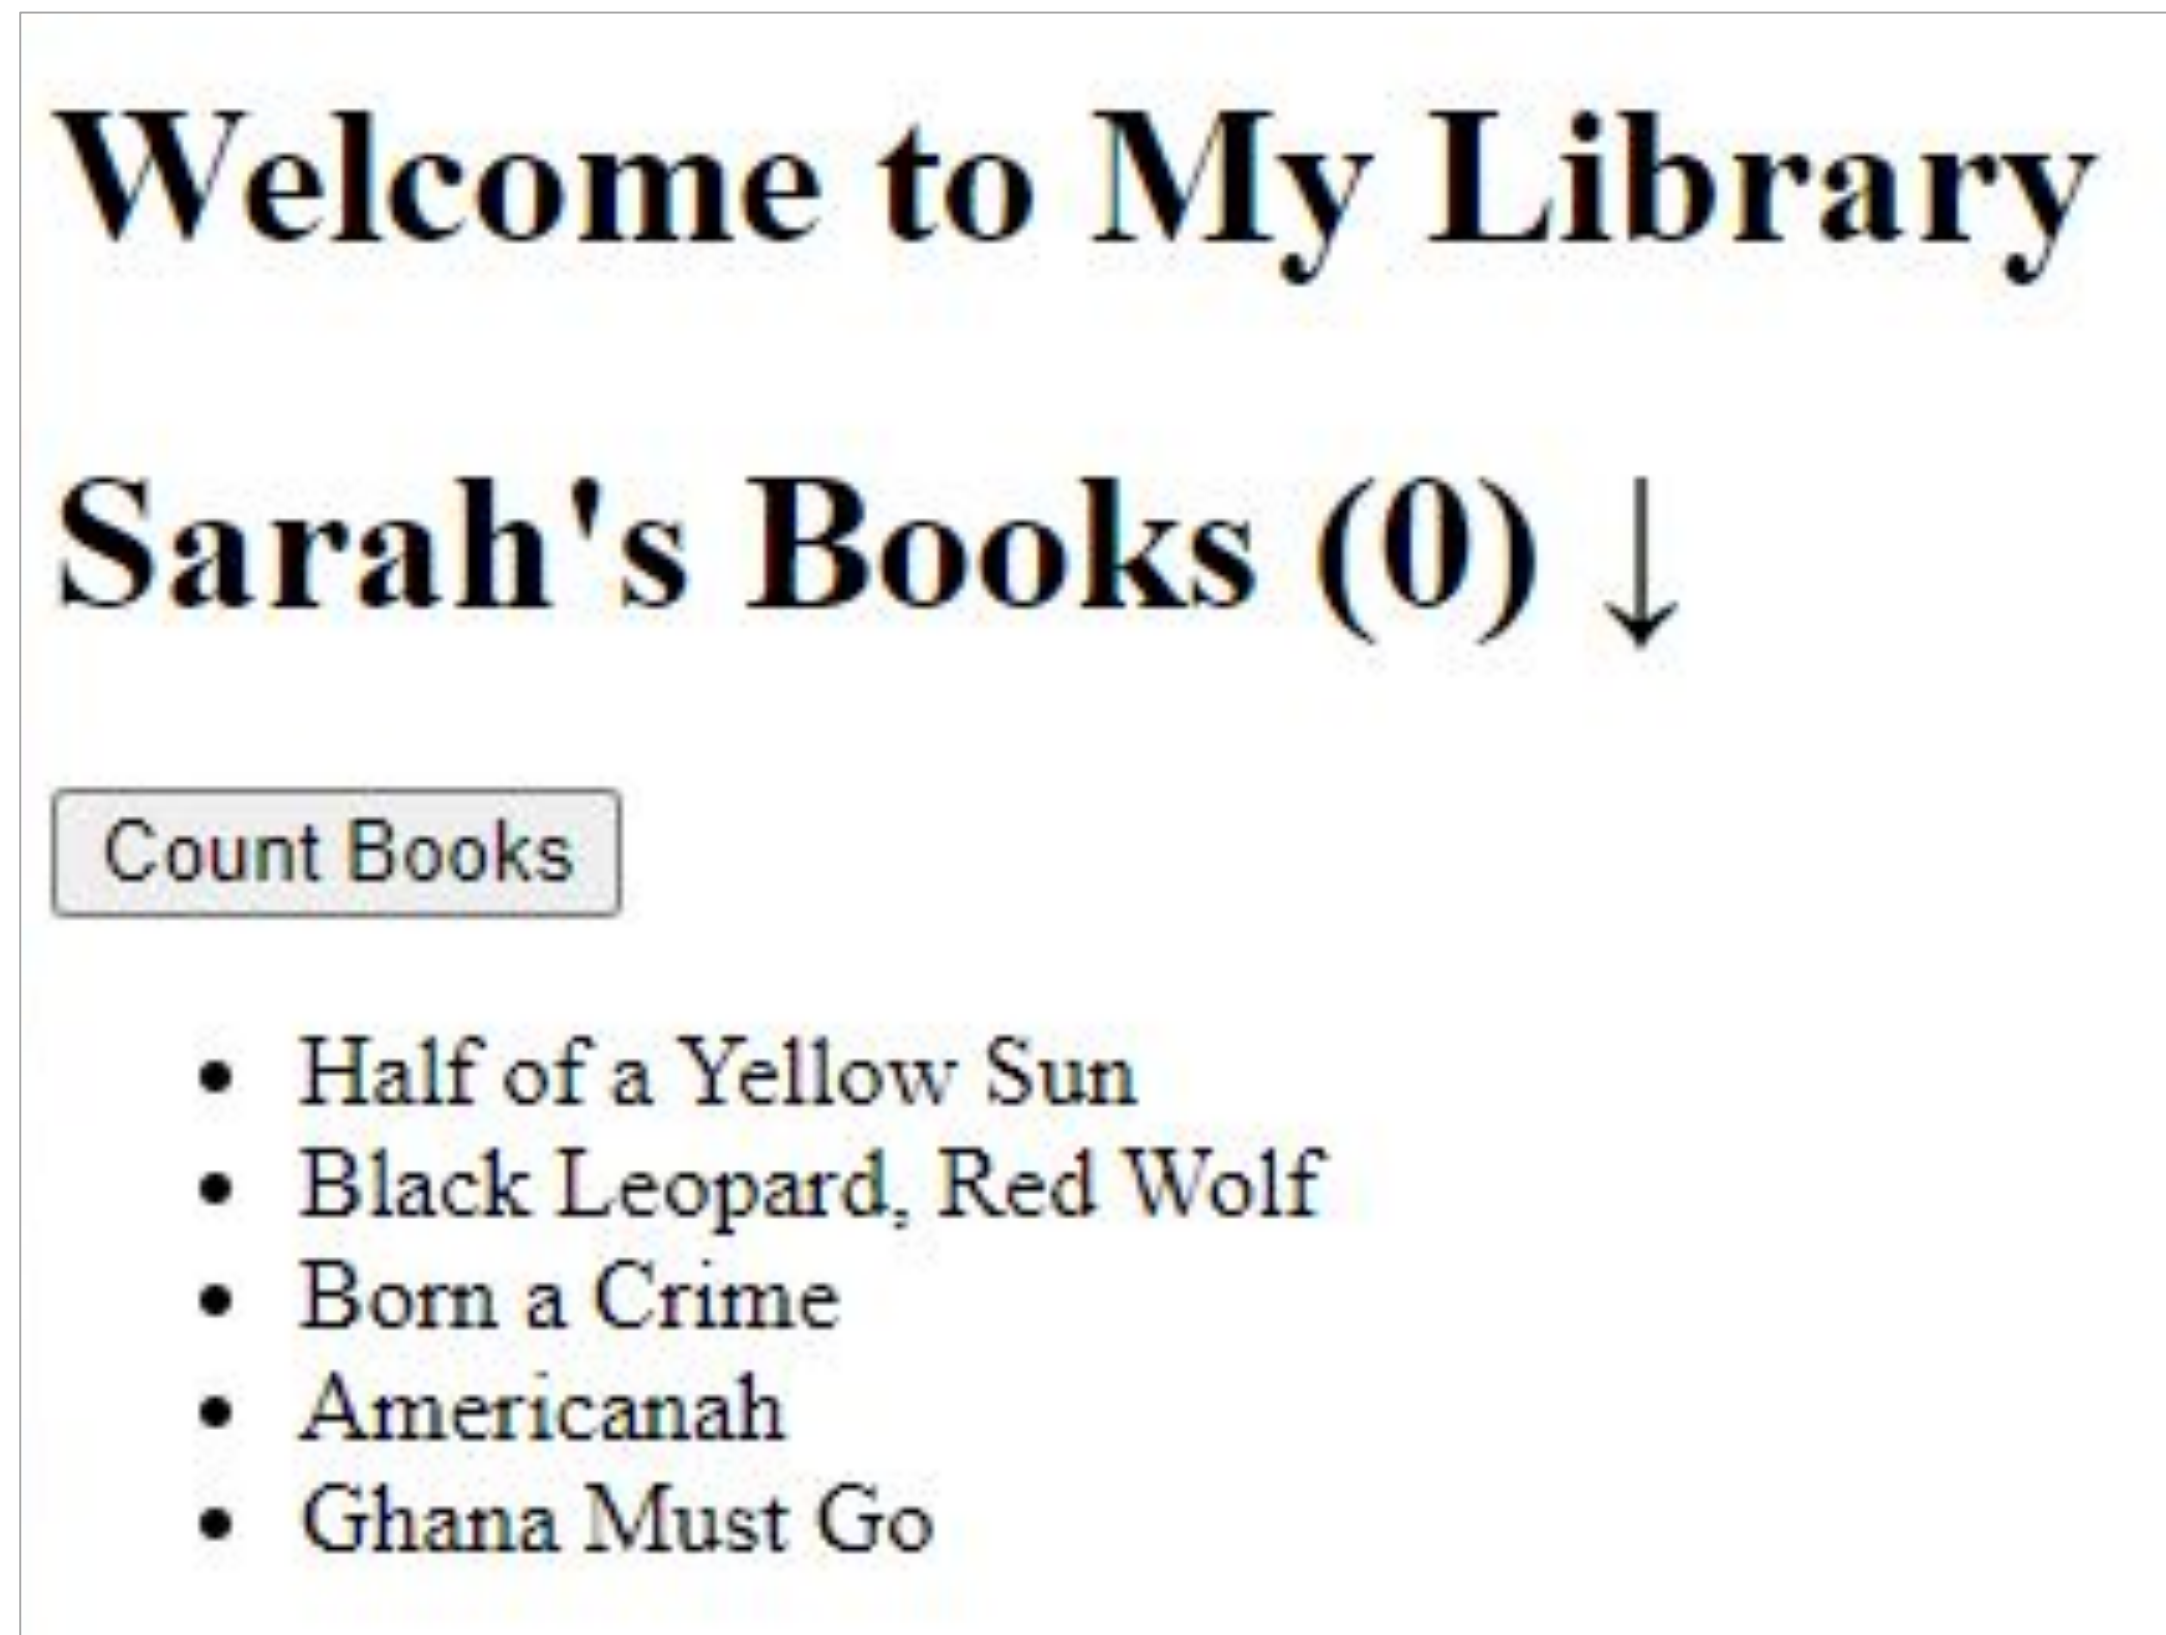 Welcome to My Library
Sarah's Books (0) ↓
Count Books
Half of a Yellow Sun
Black Leopard, Red Wolf
Born a Crime
Americanah
Ghana Must Go